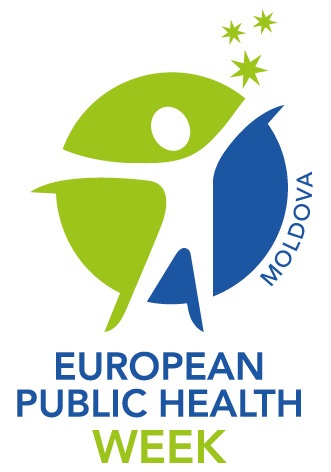 MOLDOVA
EUROPEAN
PUBLIC HEALTH
WEEK